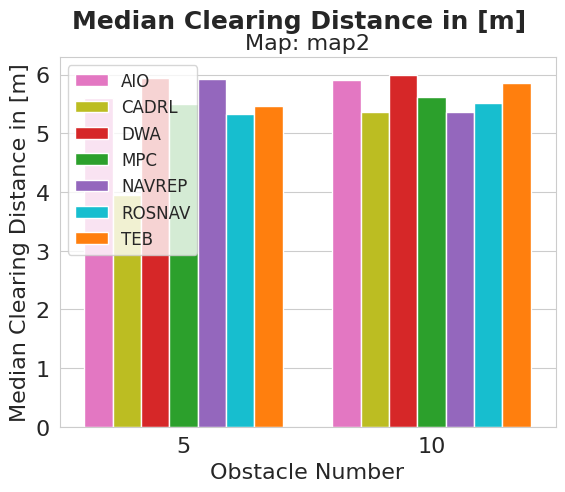 Median Clearing Distance in [m]
Map: map2
Median Clearing Distance in [m]
6
5
4
3
2
1
0
AIO
CADRL
DWA
MPC
NAVREP
ROSNAV
TEB
5
10
Obstacle Number